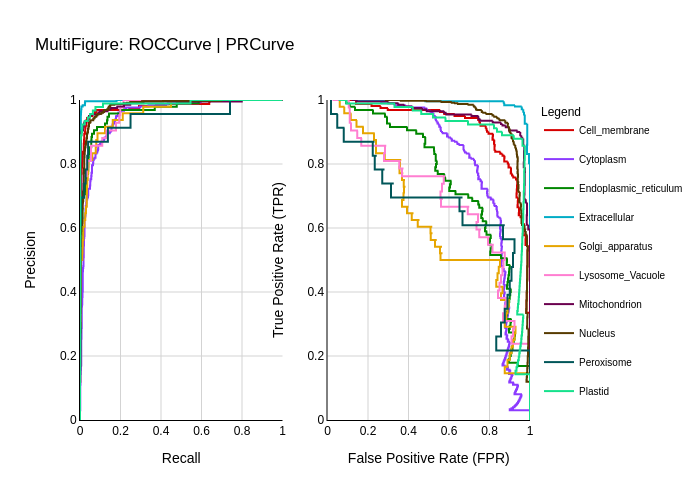 MultiFigure: ROCCurve | PRCurve
Precision
1
0.8
0.6
0.4
0.2
0
0 0.2 0.4 0.6 0.8 1
Recall
True Positive Rate (TPR)
1
0.8
0.6
0.4
0.2
0
0 0.2 0.4 0.6 0.8 1
False Positive Rate (FPR)
Legend
Cell_membrane
Cytoplasm
Endoplasmic_reticulum
Extracellular
Golgi_apparatus
Lysosome_Vacuole
Mitochondrion
Nucleus
Peroxisome
Plastid